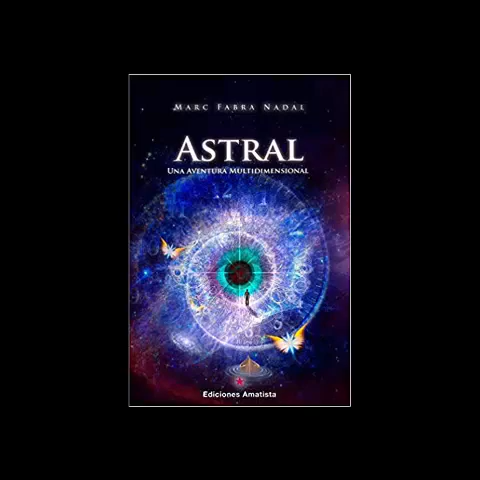 Marc Fabra Nadal
Astral
Una Aventura Multidimensional
Ediciones Amatista